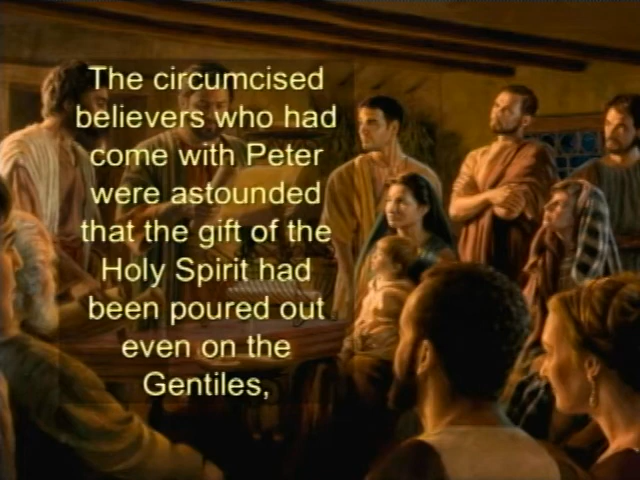 The circumcised
believers who had
come with Peter
were astounded
that the gift of the
Holy Spirit had
been poured out
even on the
Gentiles,